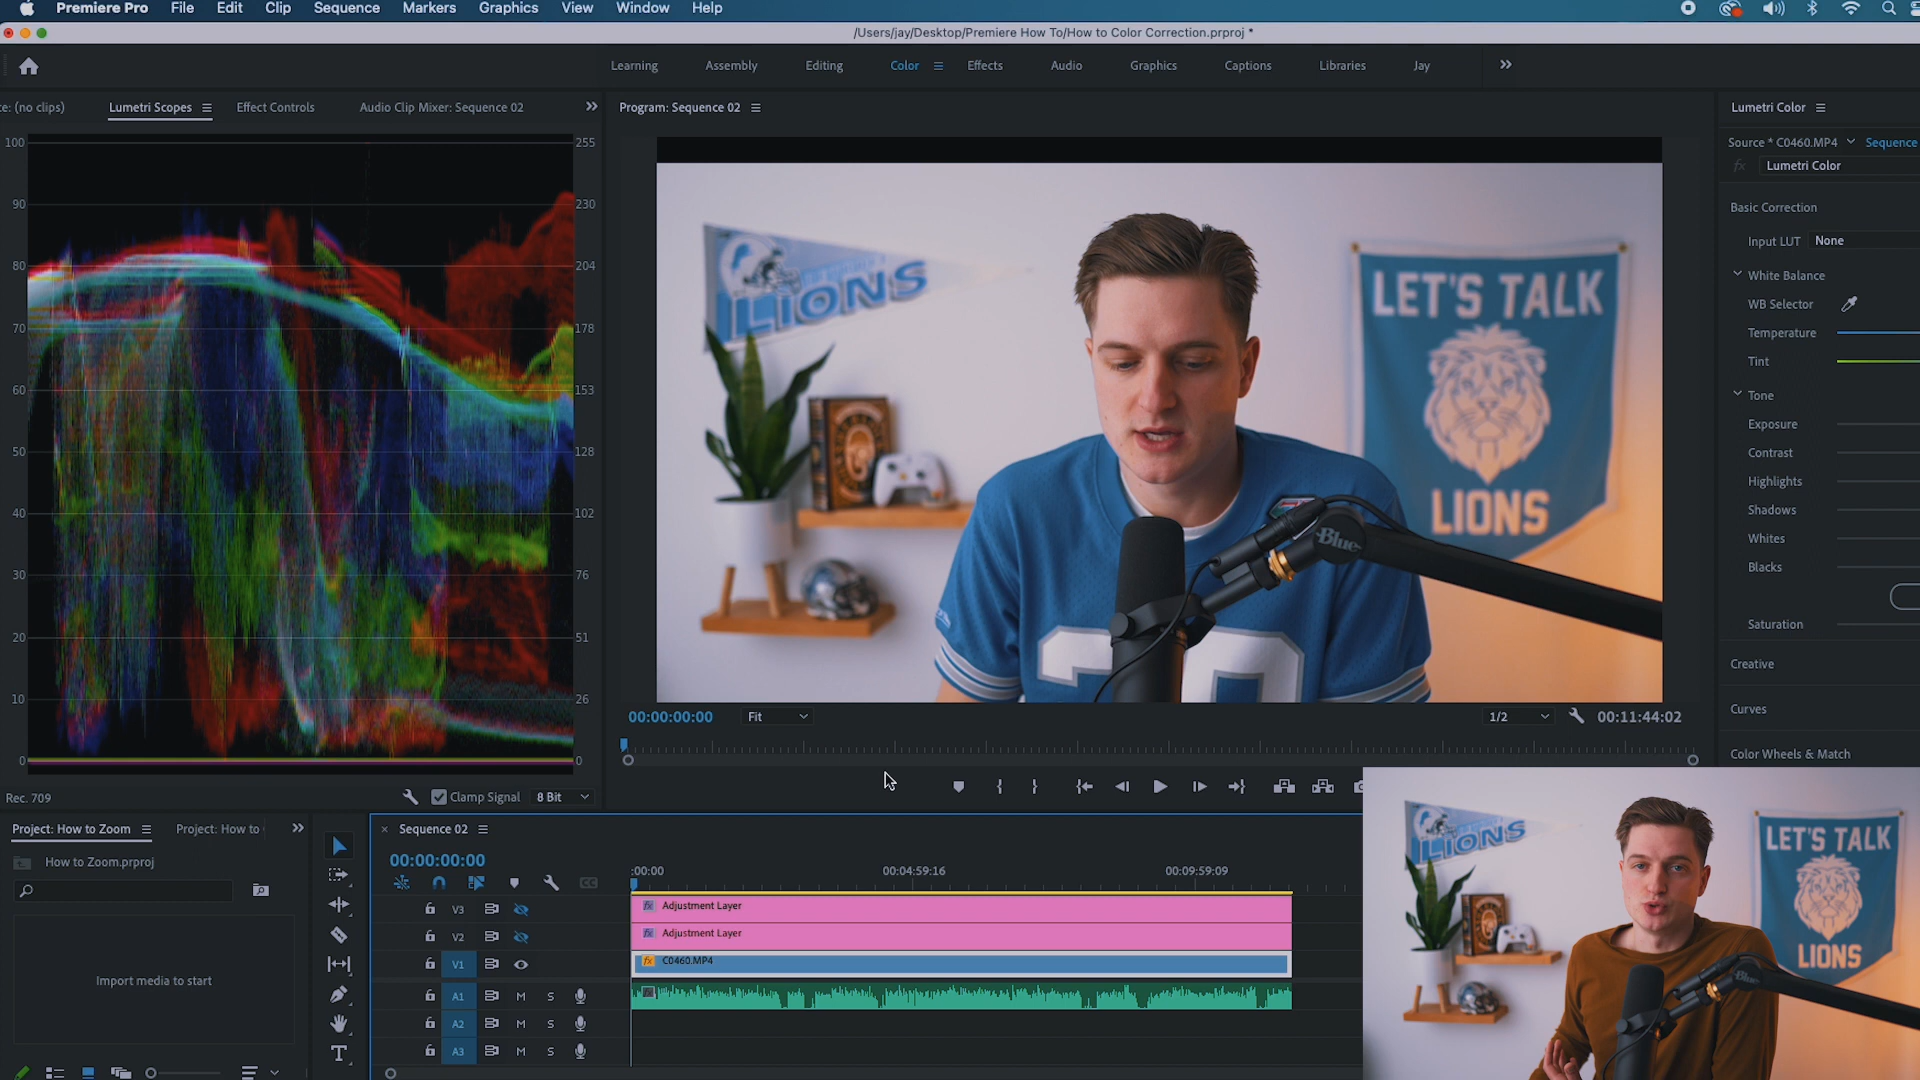 Premiere Pro File Edit Clip Sequence Markers Graphics View Window Help
/Users/jay/Desktop/Premiere How To/How to Color Correction.prproj *
Learning Assembly Editing Color Effects Audio Graphics Captions Libraries Jay
ce: (no clips) Lumetri Scopes Effect Controls Audio Clip Mixer: Sequence 02
Program: Sequence 02
Lumetri Color
Source * C0460.MP4 Sequence
fx Lumetri Color
Basic Correction
Input LUT None
White Balance
WB Selector
Temperature
Tint
Tone
Exposure
Contrast
Highlights
Shadows
Whites
Blacks
Saturation
Creative
Curves
Color Wheels & Match
100 255
90 230
80 204
70 178
60 153
50 128
40 102
30 76
20 51
10 26
0 0
LIONS
LET'S TALK
LIONS
Blue
20
00:00:00:00 Fit 1/2 00:11:44:02
Rec. 709 Clamp Signal 8 Bit
Project: How to Zoom Project: How to
How to Zoom.prproj
Import media to start
Sequence 02
00:00:00:00
:00:00 00:04:59:16 00:09:59:09
V3 fx Adjustment Layer
V2 fx Adjustment Layer
V1 fx C0460.MP4
A1 M S
A2 M S
A3 M S
T
LIONS
LET'S TALK
LIONS
Blue